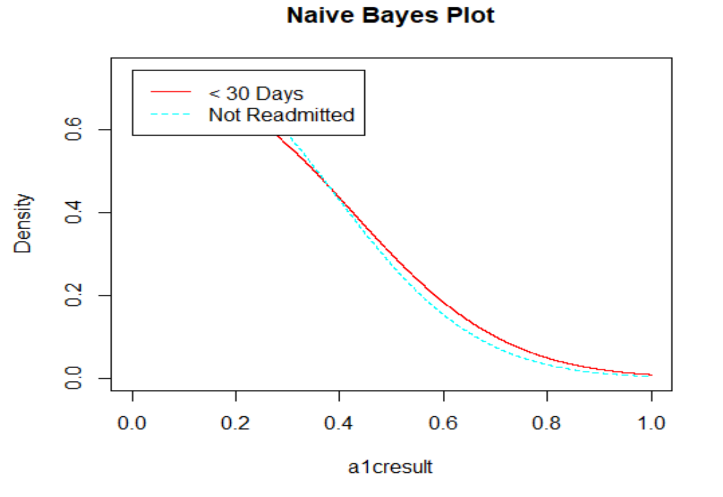 Naive Bayes Plot
< 30 Days
Not Readmitted
Density
0.6
0.4
0.2
0.0
0.0 0.2 0.4 0.6 0.8 1.0
a1cresult